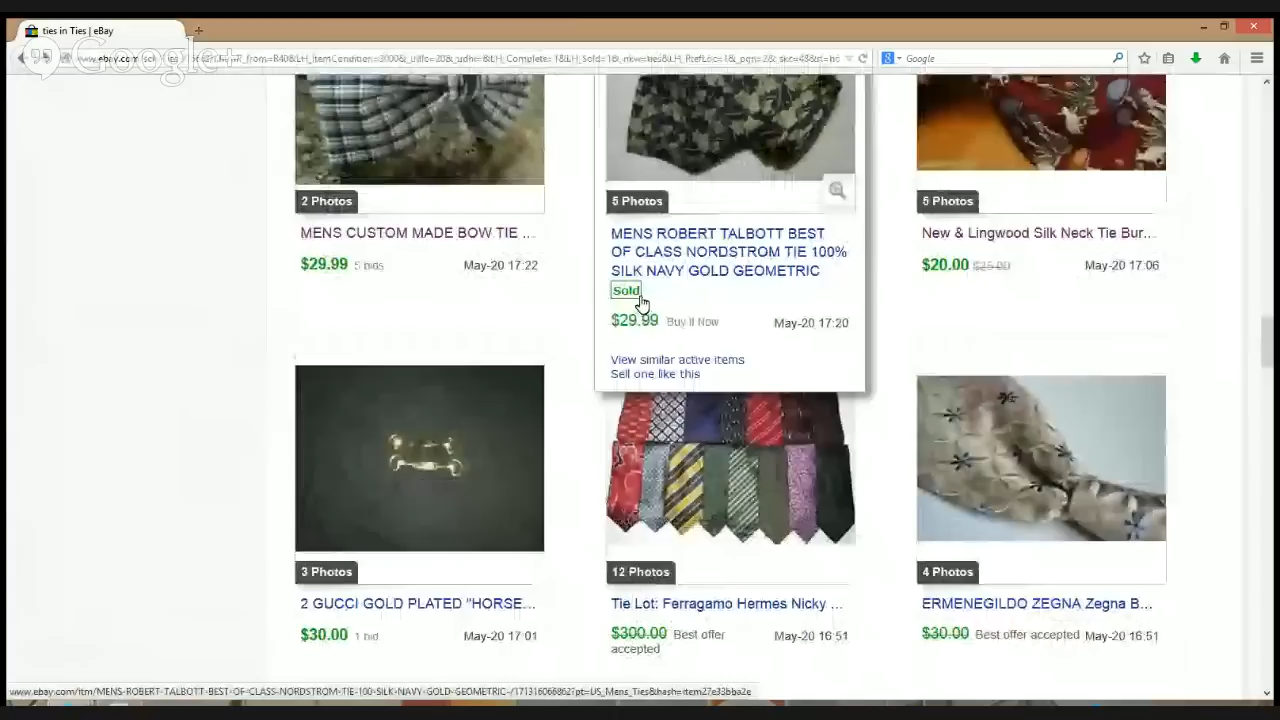 ties in Ties | eBay
Google+
www.ebay.com
Google
2 Photos
5 Photos
5 Photos
MENS CUSTOM MADE BOW TIE ...
$29.99 5 bids May-20 17:22
MENS ROBERT TALBOTT BEST
OF CLASS NORDSTROM TIE 100%
SILK NAVY GOLD GEOMETRIC
Sold
$29.99 Buy It Now May-20 17:20
View similar active items
Sell one like this
New & Lingwood Silk Neck Tie Bur...
$20.00 $25.00 May-20 17:06
3 Photos
12 Photos
4 Photos
2 GUCCI GOLD PLATED "HORSE...
$30.00 1 bid May-20 17:01
Tie Lot: Ferragamo Hermes Nicky ...
$300.00 Best offer accepted May-20 16:51
ERMENEGILDO ZEGNA Zegna B...
$30.00 Best offer accepted May-20 16:51